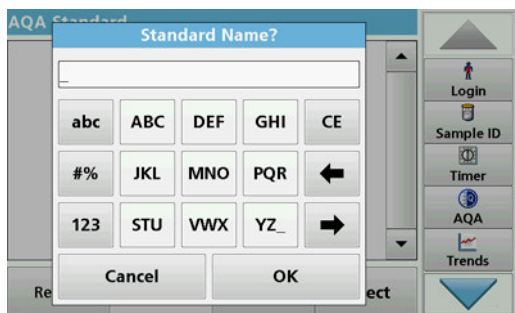 AQA Standard
Standard Name?
_
abc ABC DEF GHI CE
#% JKL MNO PQR
123 STU VWX YZ_
Cancel OK
Re
ect
Login
Sample ID
Timer
AQA
Trends